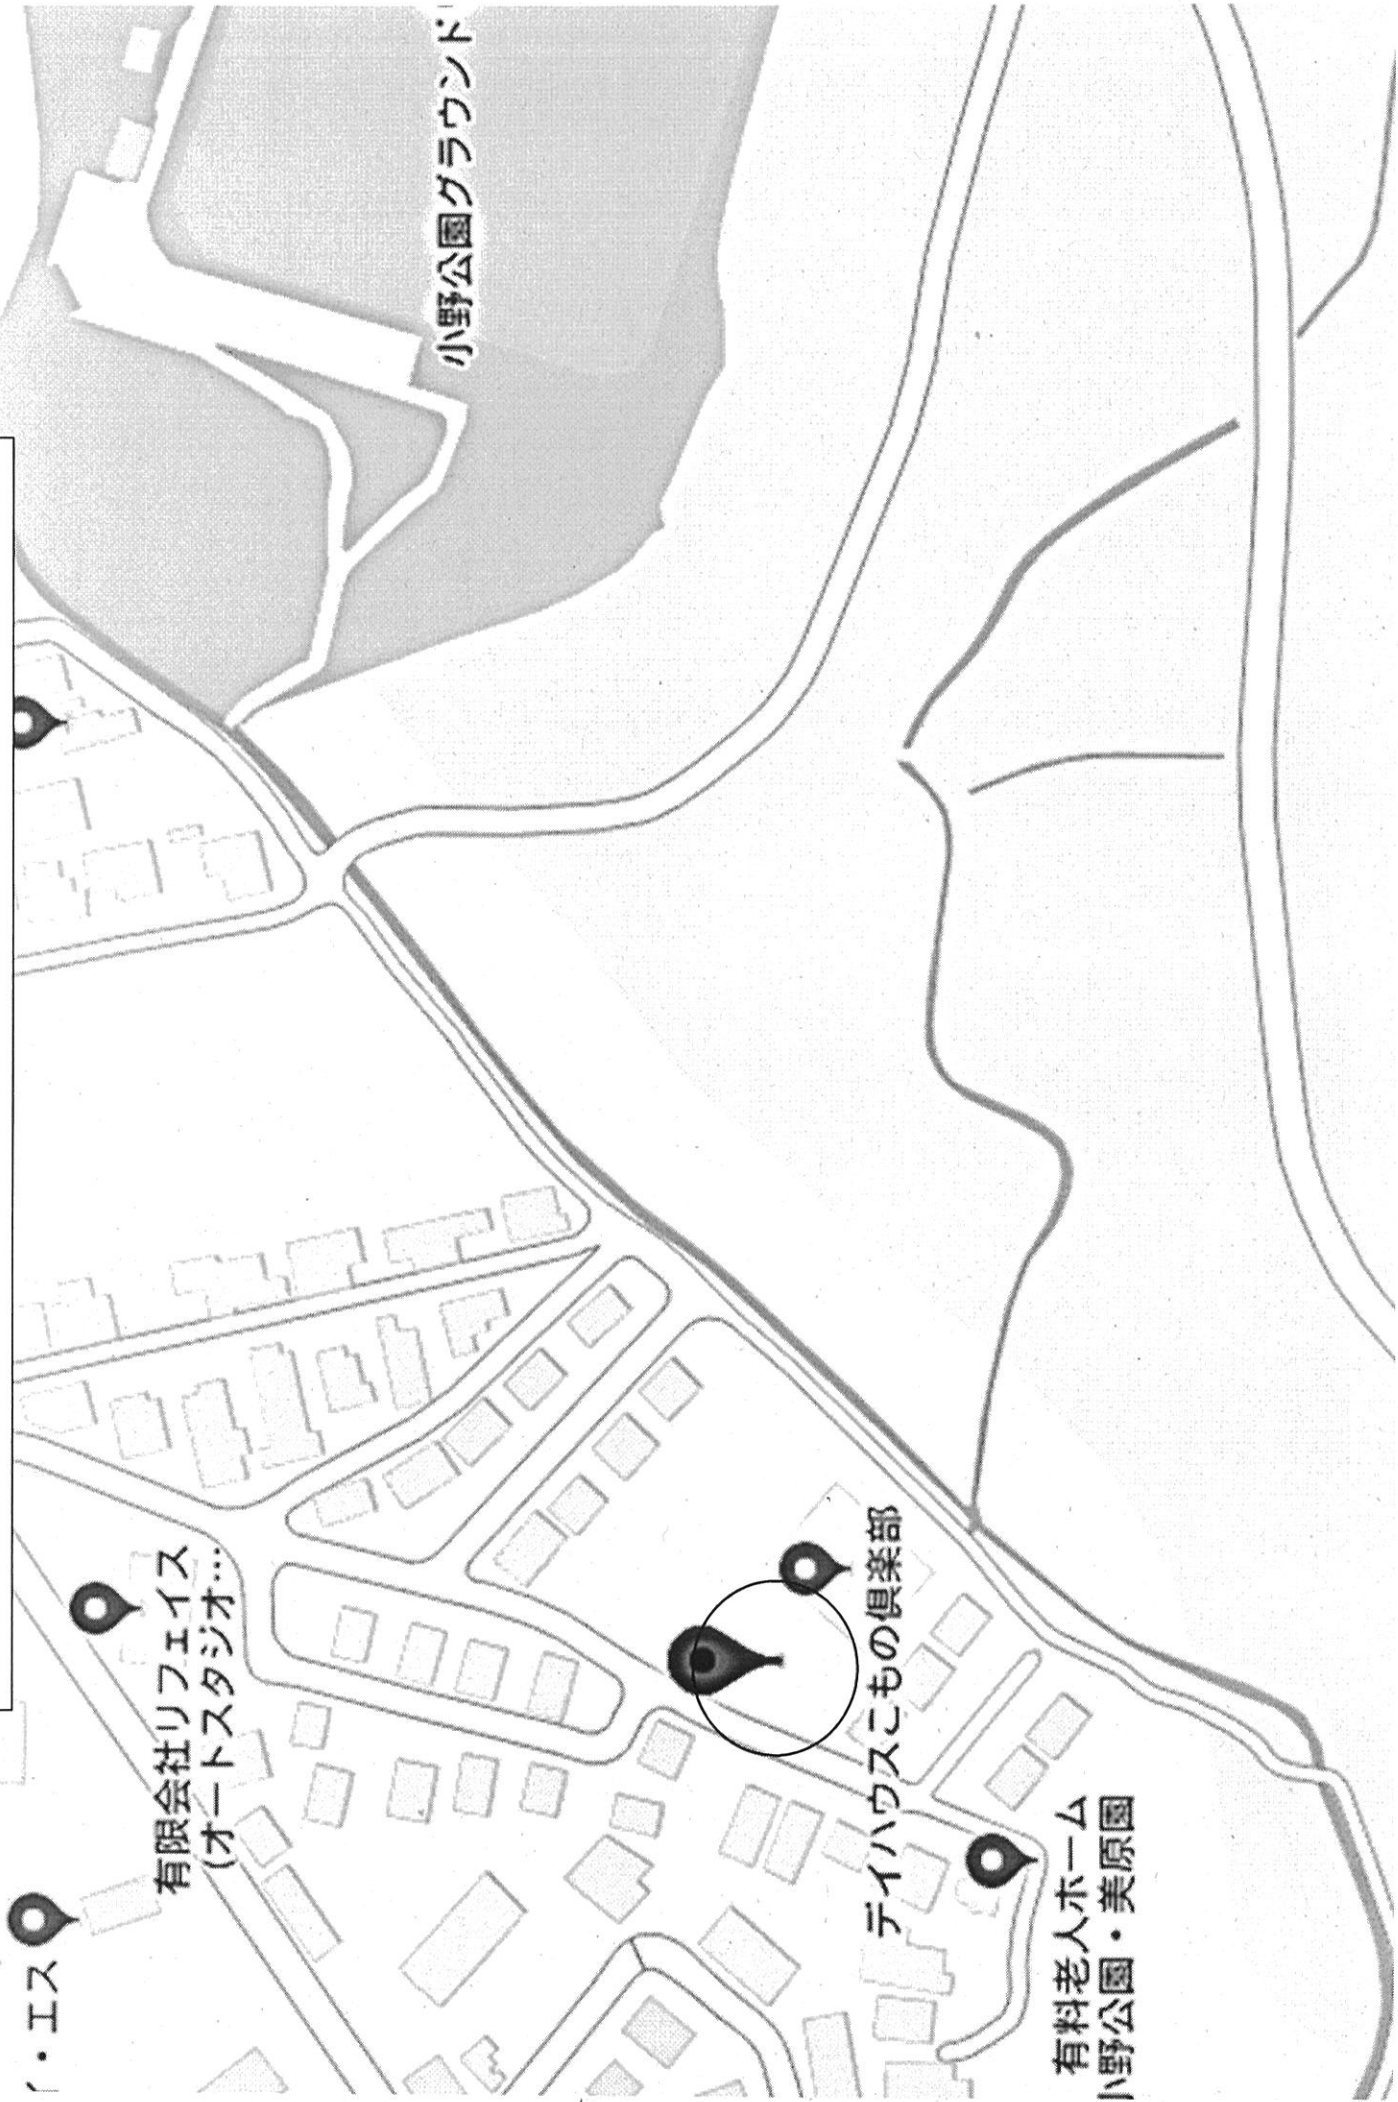 小野公園グラウンド
イ・エス
有限会社リフェイス
(オートスタジオ…
デイハウスこもの倶楽部
有料老人ホーム
小野公園・美原園